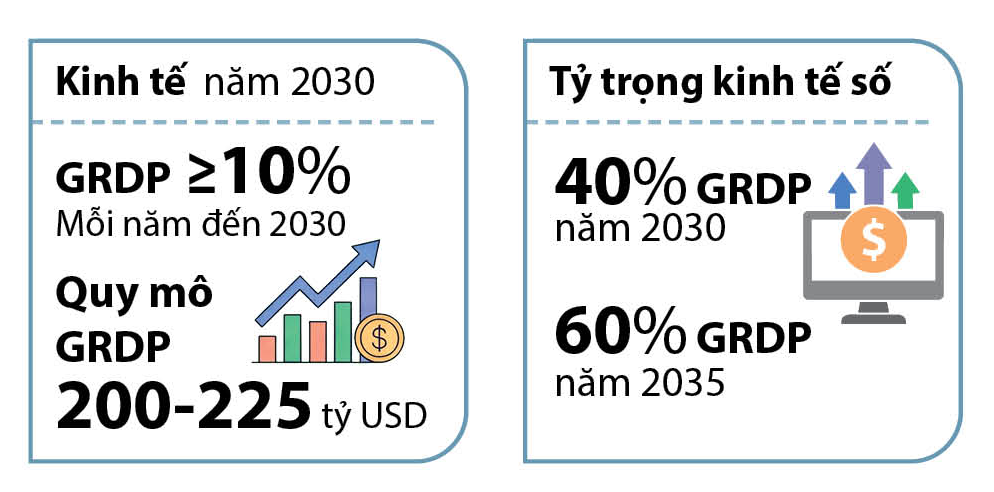 Kinh tế năm 2030
GRDP ≥10%
Mỗi năm đến 2030
Quy mô
GRDP
200-225 tỷ USD
$
Tỷ trọng kinh tế số
40% GRDP
năm 2030
$
60% GRDP
năm 2035